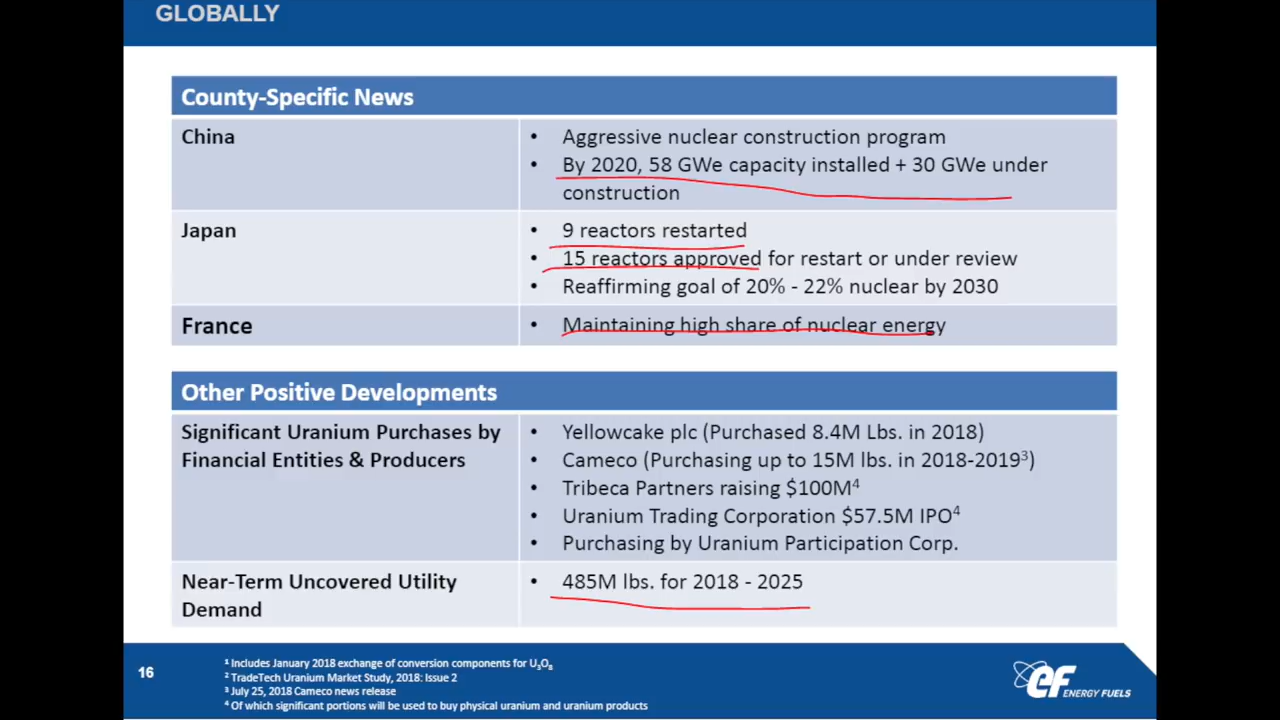 GLOBALLY
County-Specific News
China
• Aggressive nuclear construction program
• By 2020, 58 GWe capacity installed + 30 GWe under
construction
Japan
• 9 reactors restarted
• 15 reactors approved for restart or under review
• Reaffirming goal of 20% - 22% nuclear by 2030
France
• Maintaining high share of nuclear energy
Other Positive Developments
Significant Uranium Purchases by
Financial Entities & Producers
• Yellowcake plc (Purchased 8.4M Lbs. in 2018)
• Cameco (Purchasing up to 15M lbs. in 2018-2019³)
• Tribeca Partners raising $100M⁴
• Uranium Trading Corporation $57.5M IPO⁴
• Purchasing by Uranium Participation Corp.
Near-Term Uncovered Utility
Demand
• 485M lbs. for 2018 - 2025
16
¹ Includes January 2018 exchange of conversion components for U₃O₈
² TradeTech Uranium Market Study, 2018: Issue 2
³ July 25, 2018 Cameco news release
⁴ Of which significant portions will be used to buy physical uranium and uranium products
ef ENERGY FUELS